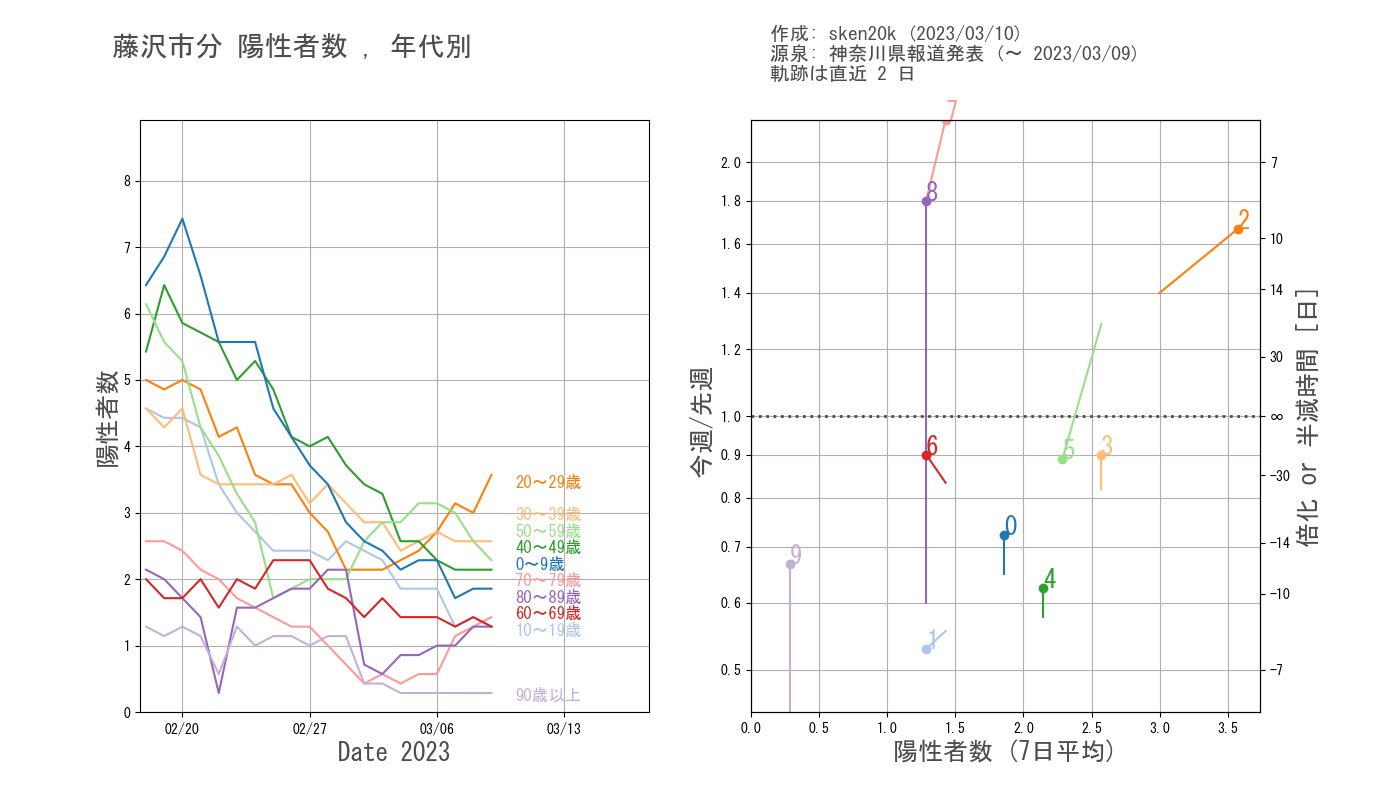 藤沢市分 陽性者数 , 年代別
作成: sken20k (2023/03/10)
源泉: 神奈川県報道発表 (〜 2023/03/09)
軌跡は直近 2 日
陽性者数
8
7
6
5
4
3
2
1
0
02/20
02/27
03/06
03/13
Date 2023
20〜29歳
30〜39歳
50〜59歳
40〜49歳
0〜9歳
70〜79歳
80〜89歳
60〜69歳
10〜19歳
90歳以上
今週/先週
2.0
1.8
1.6
1.4
1.2
1.0
0.9
0.8
0.7
0.6
0.5
0.0
0.5
1.0
1.5
2.0
2.5
3.0
3.5
陽性者数 (7日平均)
7
8
2
6
5
3
0
9
4
1
7
10
14
30
∞
−30
−14
−10
−7
倍化 or 半減時間 [日]